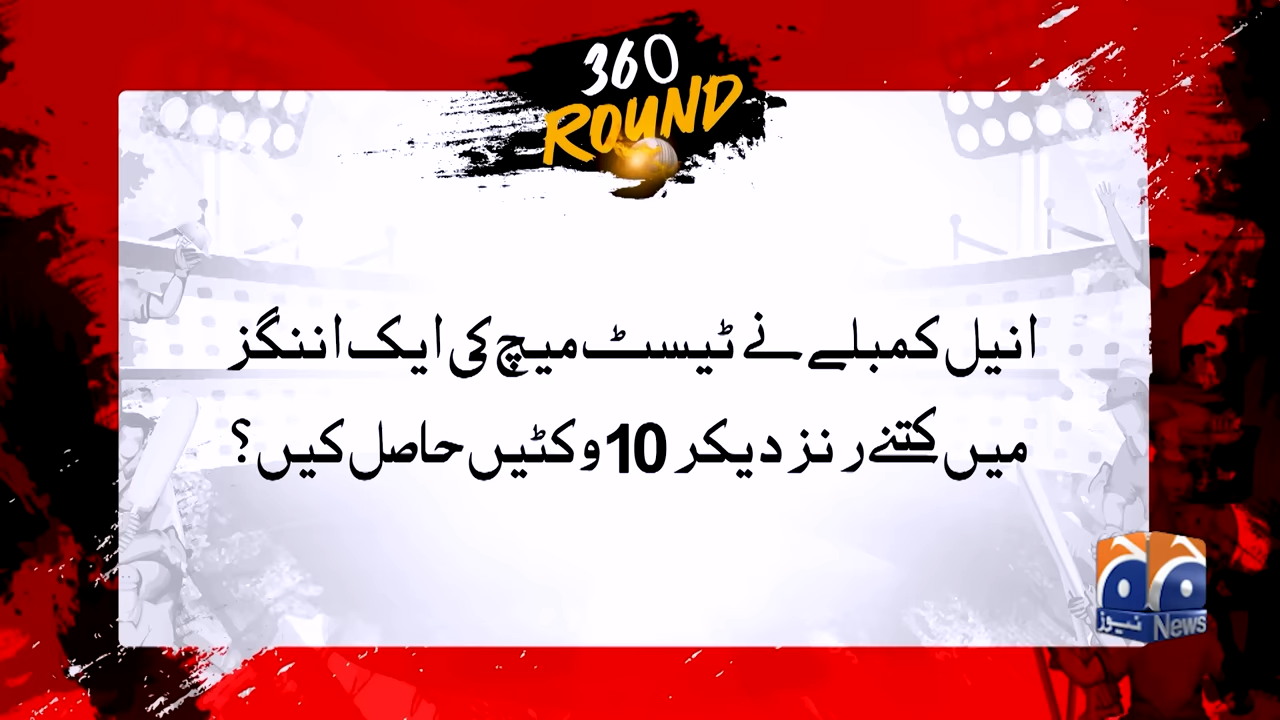 360
ROUND
انیل کمبلے نے ٹیسٹ میچ کی ایک اننگز
میں کتنے رنز دیکر 10 وکٹیں حاصل کیں؟
نیوز News